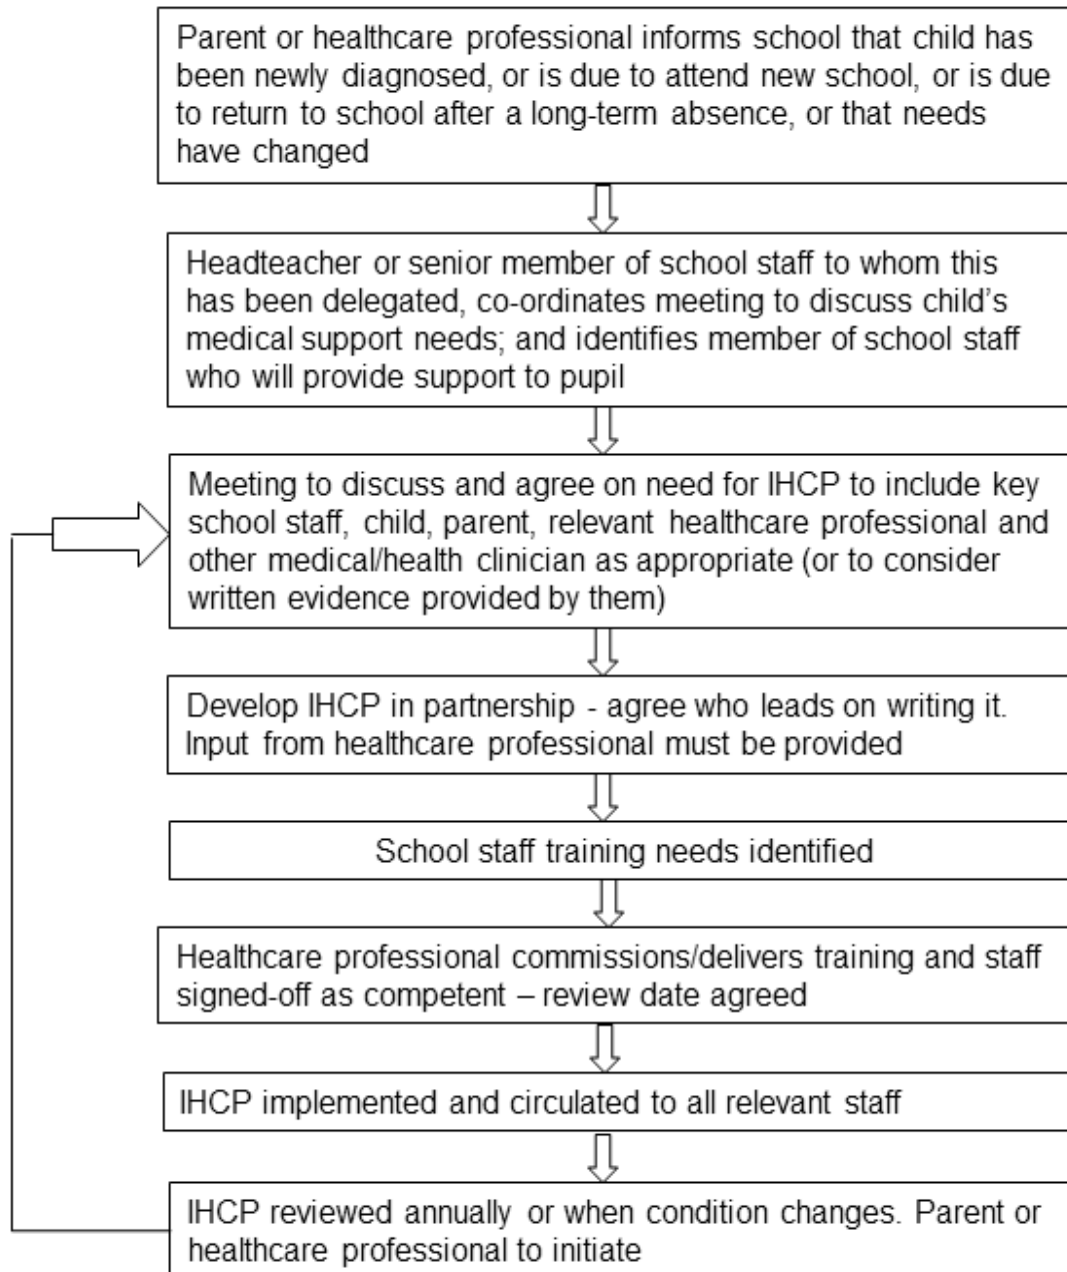 Parent or healthcare professional informs school that child has
been newly diagnosed, or is due to attend new school, or is due
to return to school after a long-term absence, or that needs
have changed
Headteacher or senior member of school staff to whom this
has been delegated, co-ordinates meeting to discuss child's
medical support needs; and identifies member of school staff
who will provide support to pupil
Meeting to discuss and agree on need for IHCP to include key
school staff, child, parent, relevant healthcare professional and
other medical/health clinician as appropriate (or to consider
written evidence provided by them)
Develop IHCP in partnership - agree who leads on writing it.
Input from healthcare professional must be provided
School staff training needs identified
Healthcare professional commissions/delivers training and staff
signed-off as competent – review date agreed
IHCP implemented and circulated to all relevant staff
IHCP reviewed annually or when condition changes. Parent or
healthcare professional to initiate